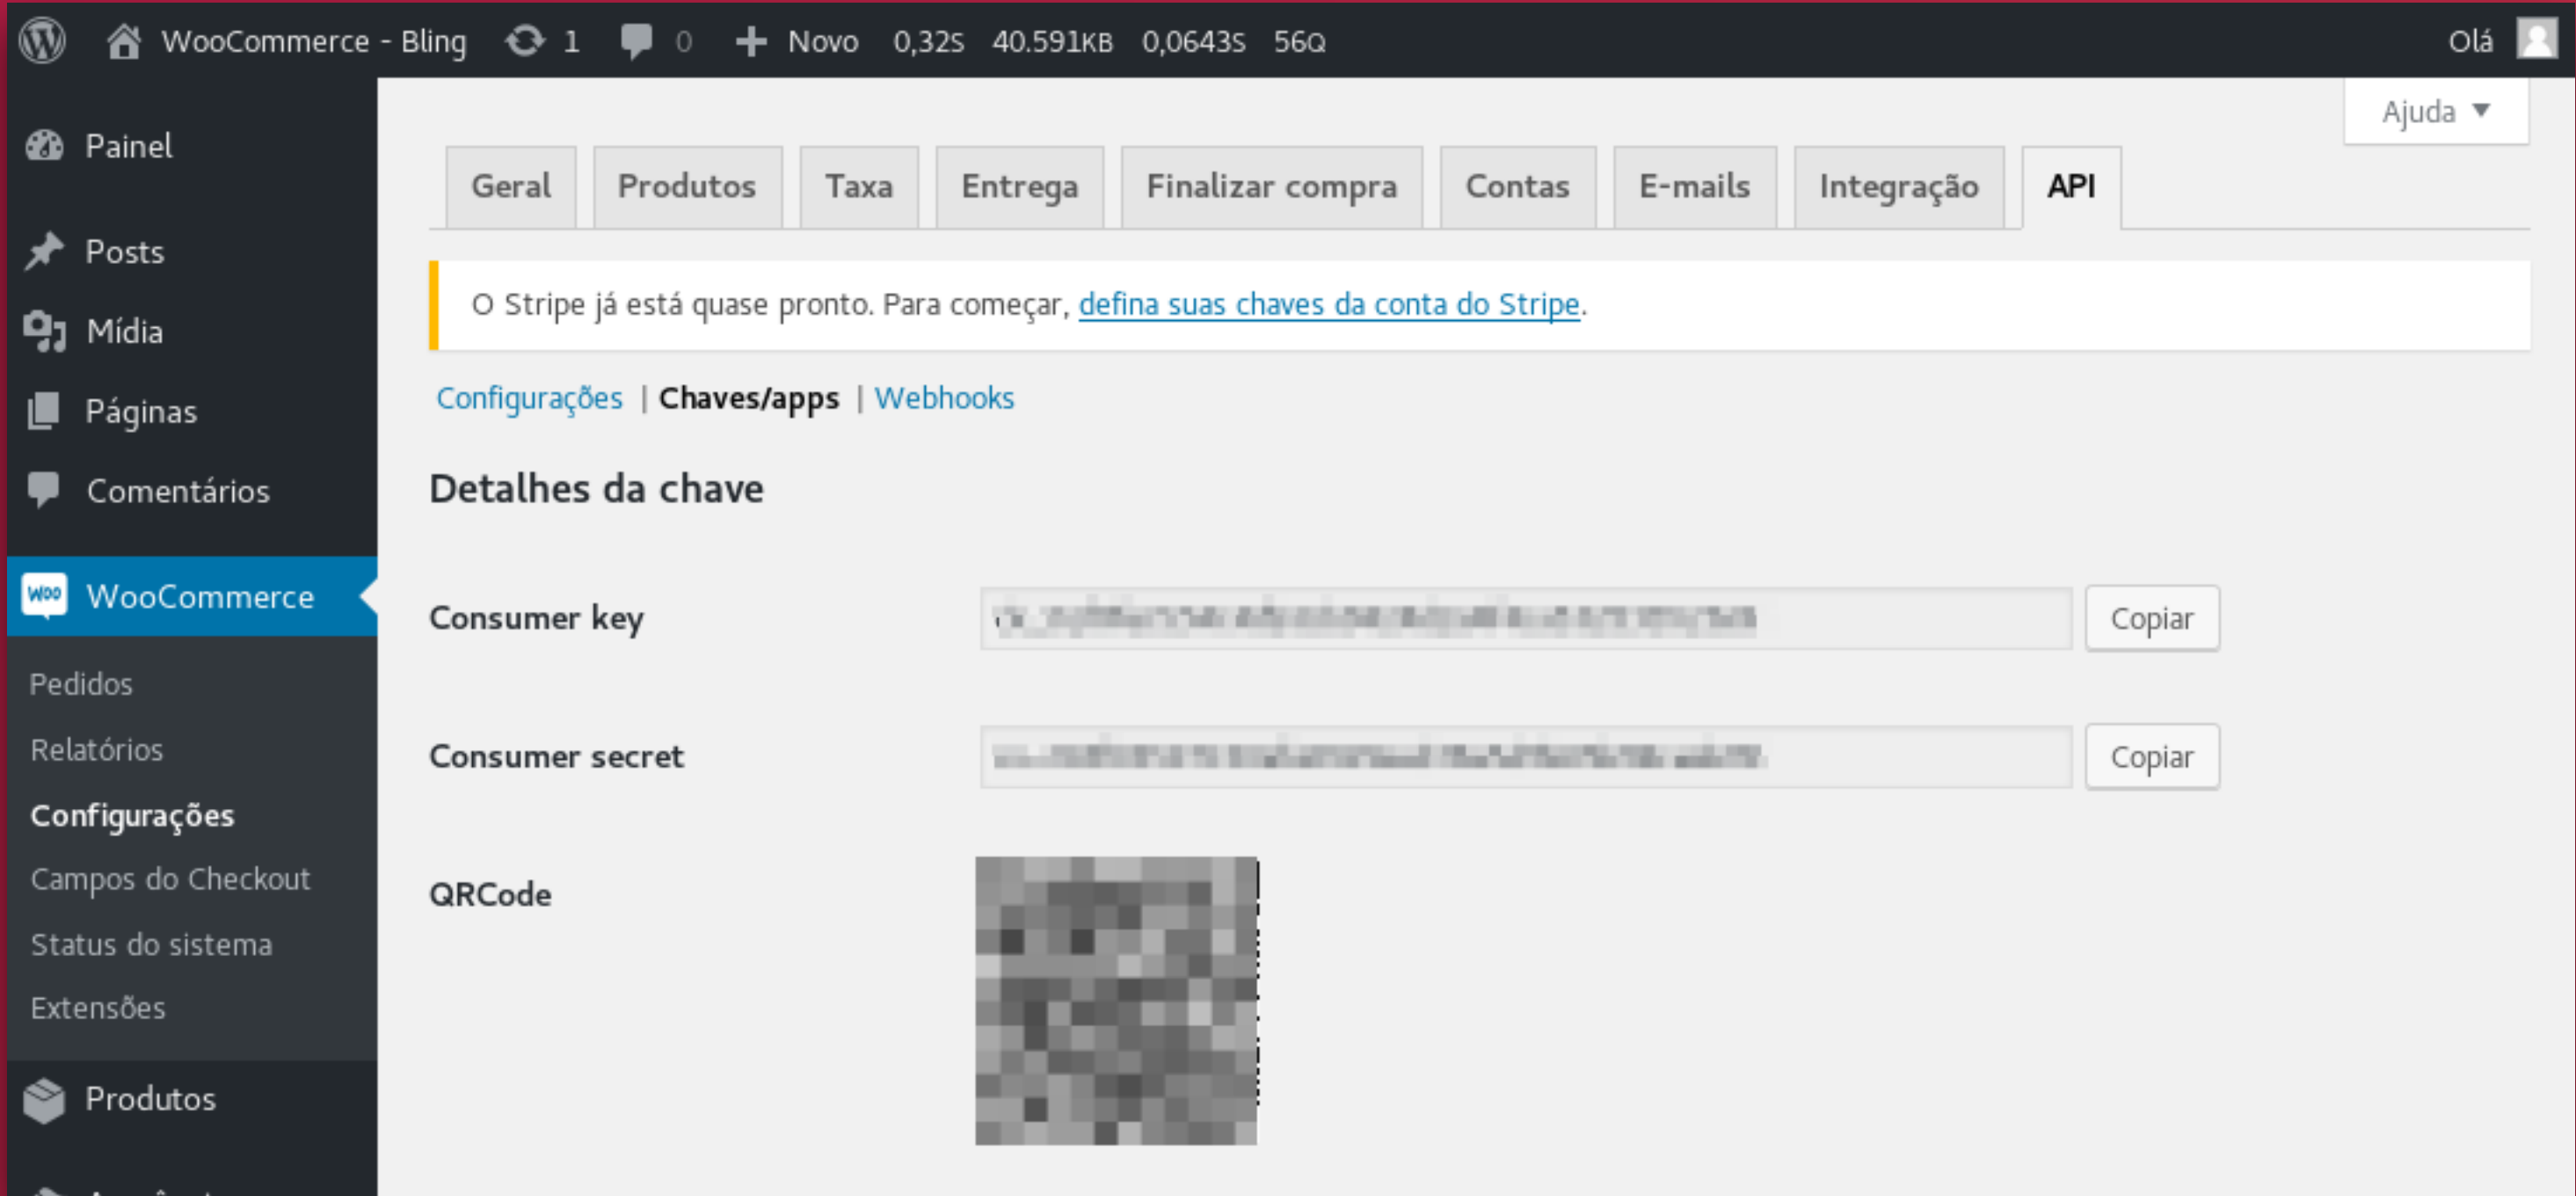 WooCommerce - Bling 1 0 Novo 0,32S 40.591KB 0,0643S 56Q Olá
Ajuda
Painel
Posts
Mídia
Páginas
Comentários
WOO WooCommerce
Pedidos
Relatórios
Configurações
Campos do Checkout
Status do sistema
Extensões
Produtos
Geral Produtos Taxa Entrega Finalizar compra Contas E-mails Integração API
O Stripe já está quase pronto. Para começar, defina suas chaves da conta do Stripe.
Configurações | Chaves/apps | Webhooks
Detalhes da chave
Consumer key Copiar
Consumer secret Copiar
QRCode